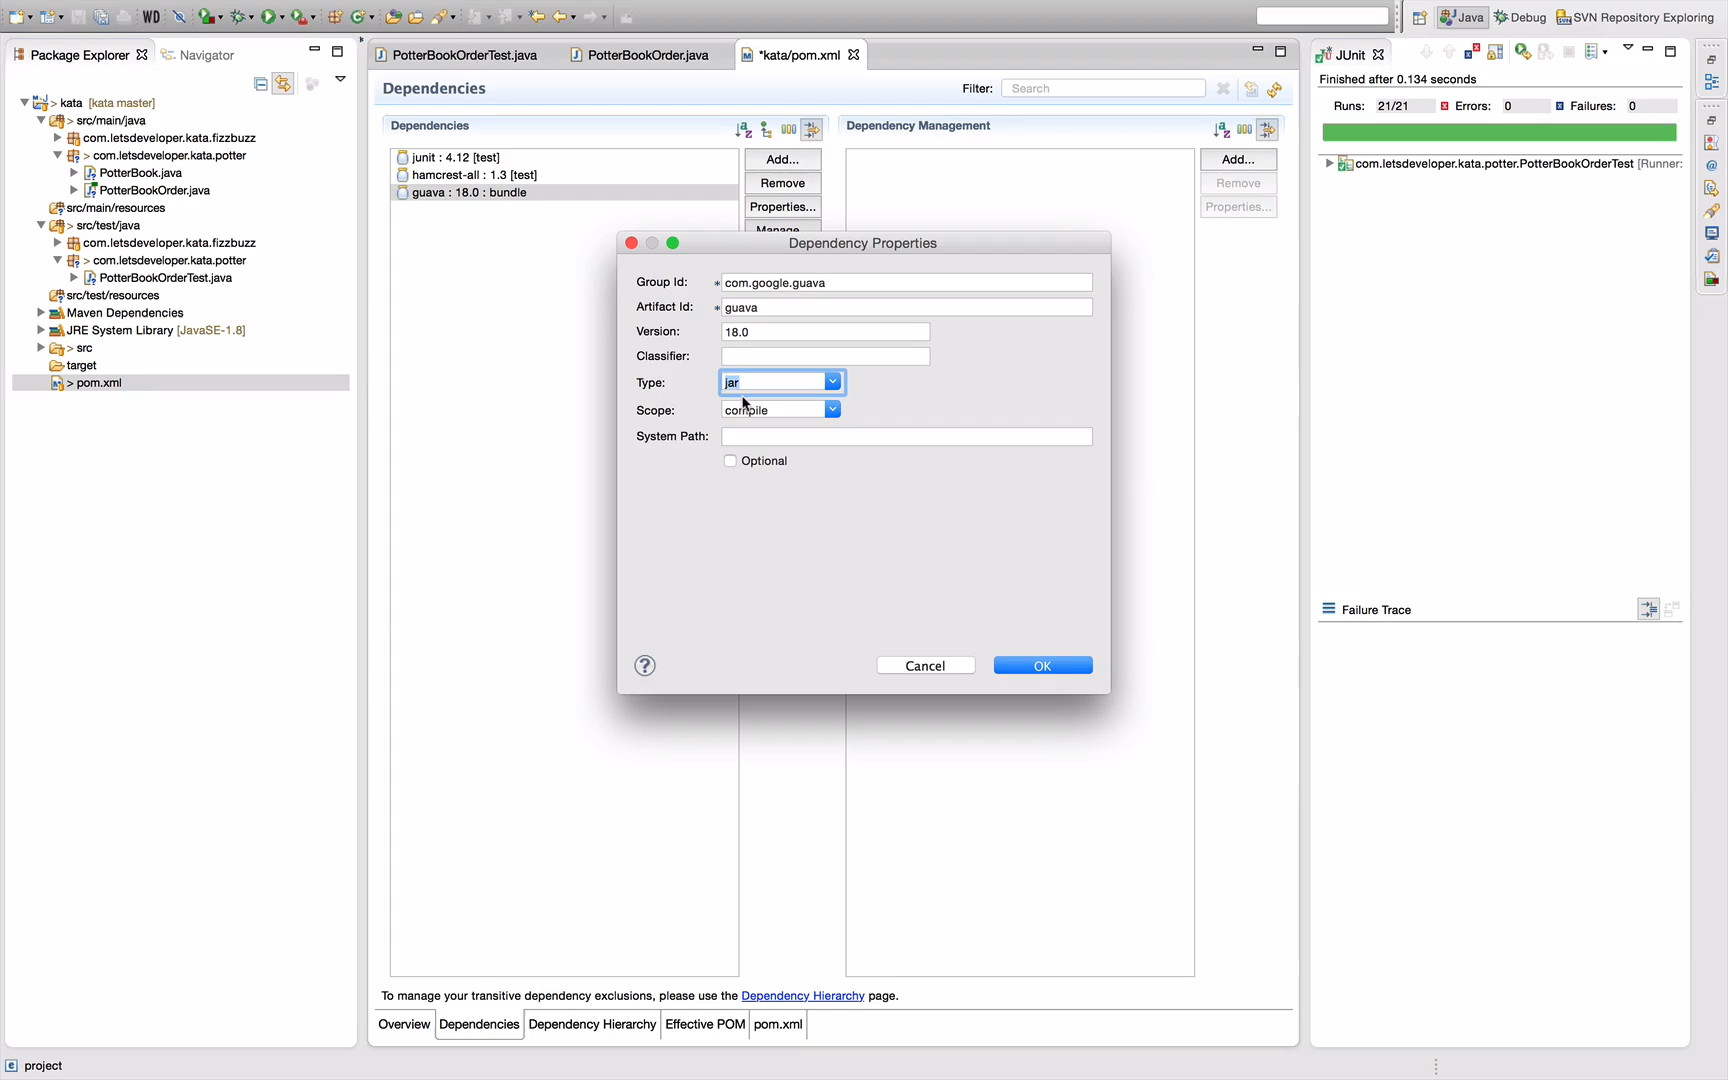 WD
Java
Debug
SVN Repository Exploring
Package Explorer
Navigator
PotterBookOrderTest.java
PotterBookOrder.java
*kata/pom.xml
JUnit
Finished after 0.134 seconds
Dependencies
Filter:
Search
> kata [kata master]
Runs: 21/21
Errors: 0
Failures: 0
> src/main/java
com.letsdeveloper.kata.fizzbuzz
> com.letsdeveloper.kata.potter
PotterBook.java
PotterBookOrder.java
src/main/resources
> src/test/java
com.letsdeveloper.kata.fizzbuzz
> com.letsdeveloper.kata.potter
PotterBookOrderTest.java
src/test/resources
Maven Dependencies
JRE System Library [JavaSE-1.8]
> src
target
> pom.xml
Dependencies
junit : 4.12 [test]
hamcrest-all : 1.3 [test]
guava : 18.0 : bundle
Add...
Remove
Properties...
Manage...
Dependency Management
Add...
Remove
Properties...
com.letsdeveloper.kata.potter.PotterBookOrderTest [Runner:
Dependency Properties
Group Id: * com.google.guava
Artifact Id: * guava
Version: 18.0
Classifier:
Type: jar
Scope: compile
System Path:
Optional
? Cancel OK
Failure Trace
To manage your transitive dependency exclusions, please use the Dependency Hierarchy page.
Overview
Dependencies
Dependency Hierarchy
Effective POM
pom.xml
project